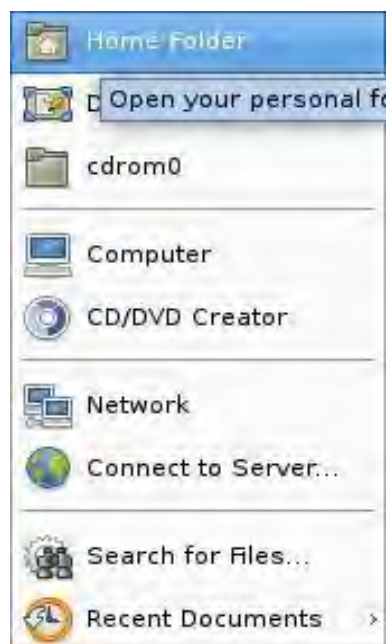 Home Folder
D
Open your personal fo
cdrom0
Computer
CD/DVD Creator
Network
Connect to Server...
Search for Files...
Recent Documents